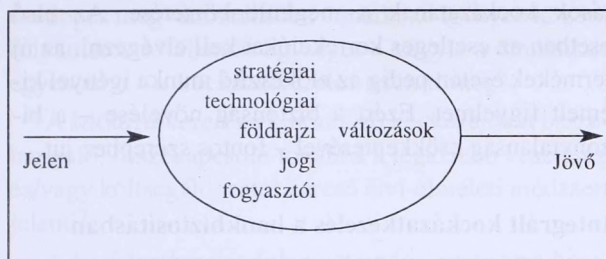 stratégiai
technológiai
földrajzi változások
jogi
fogyasztói
Jelen
Jövő